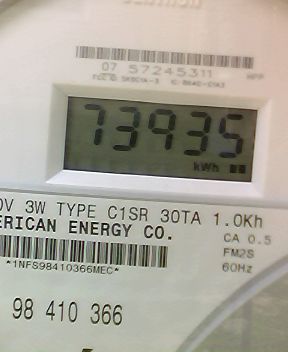 07 57245311
73935
kWh
0V 3W TYPE C1SR 30TA 1.0Kh
ERICAN ENERGY CO.
CA 0.5
FM2S
*1NFS98410366MEC*
60Hz
98 410 366